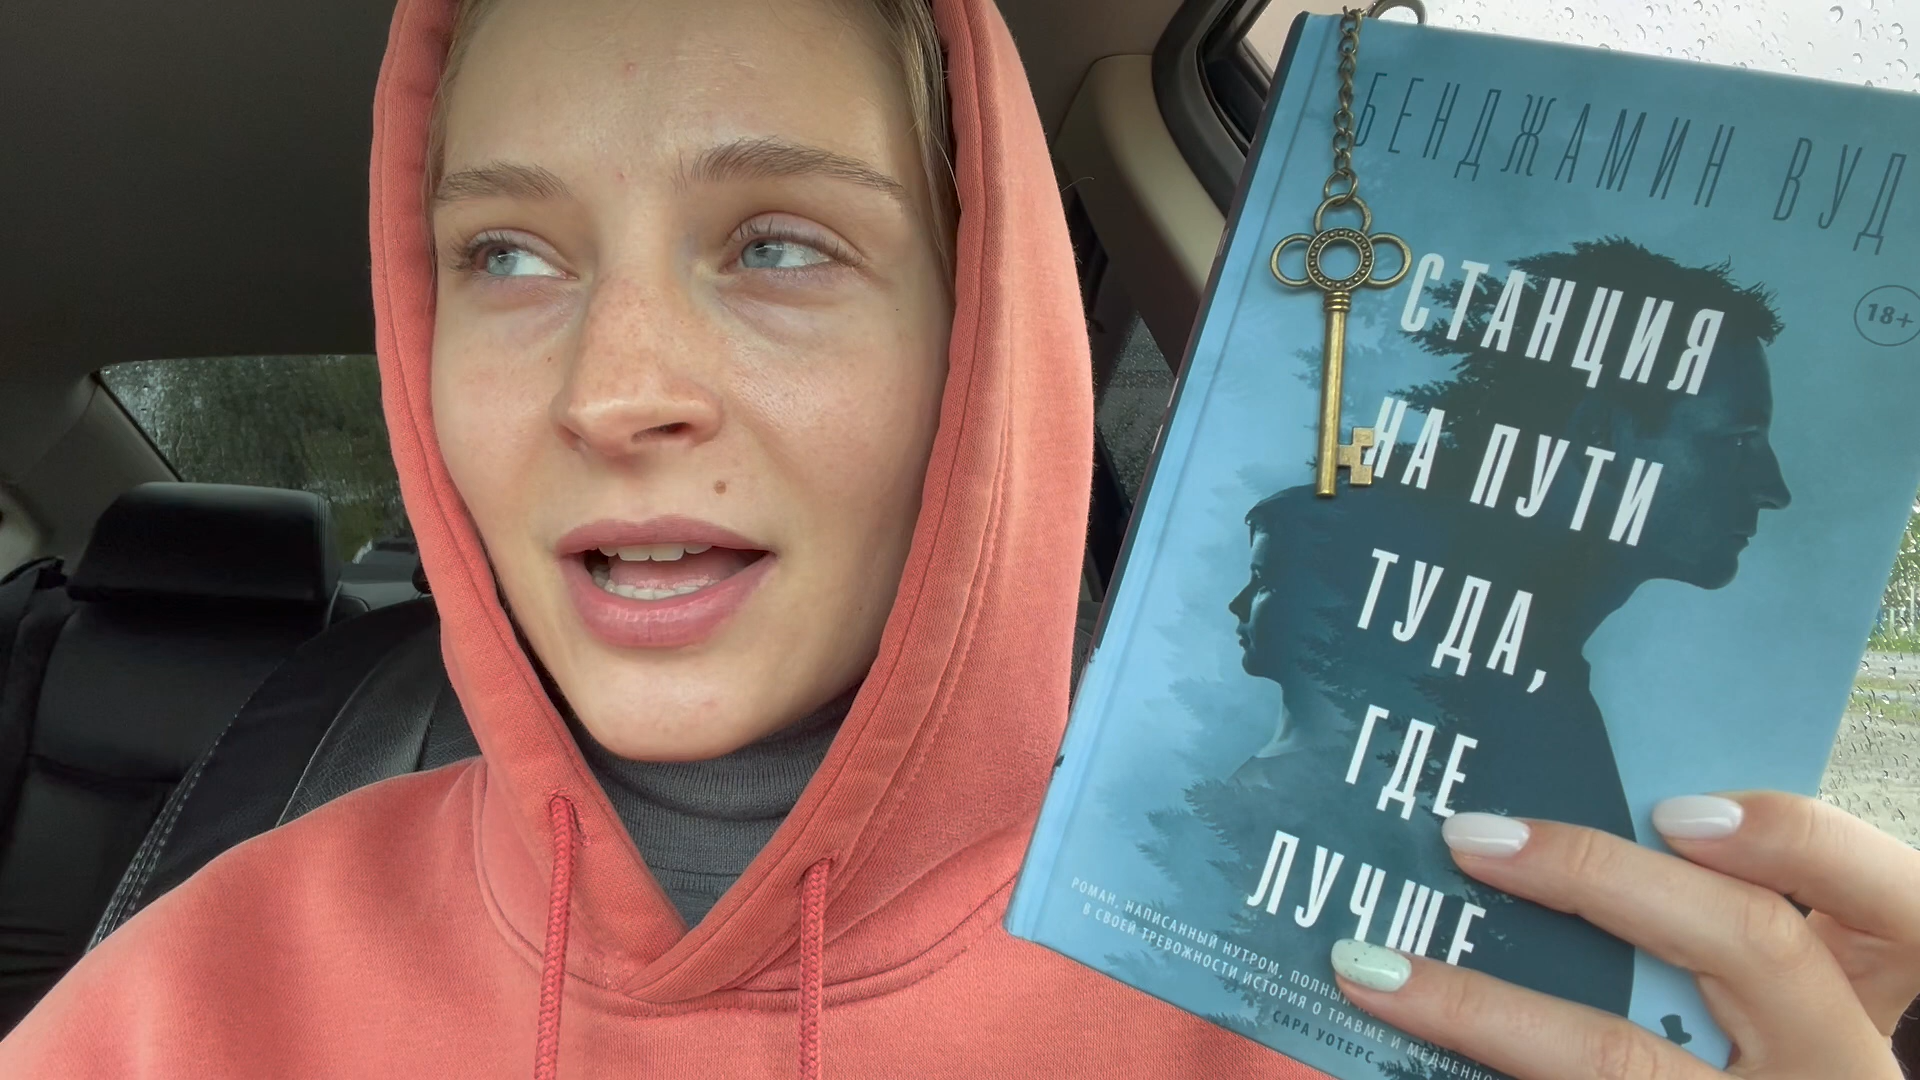 БЕНДЖАМИН ВУД
СТАНЦИЯ
НА ПУТИ
ТУДА,
ГДЕ
ЛУЧШЕ
18+
РОМАН, НАПИСАННЫЙ НУТРОМ, ПОЛНЫЙ
В СВОЕЙ ТРЕВОЖНОСТИ ИСТОРИЯ О ТРАВМЕ И
САРА УОТЕРС